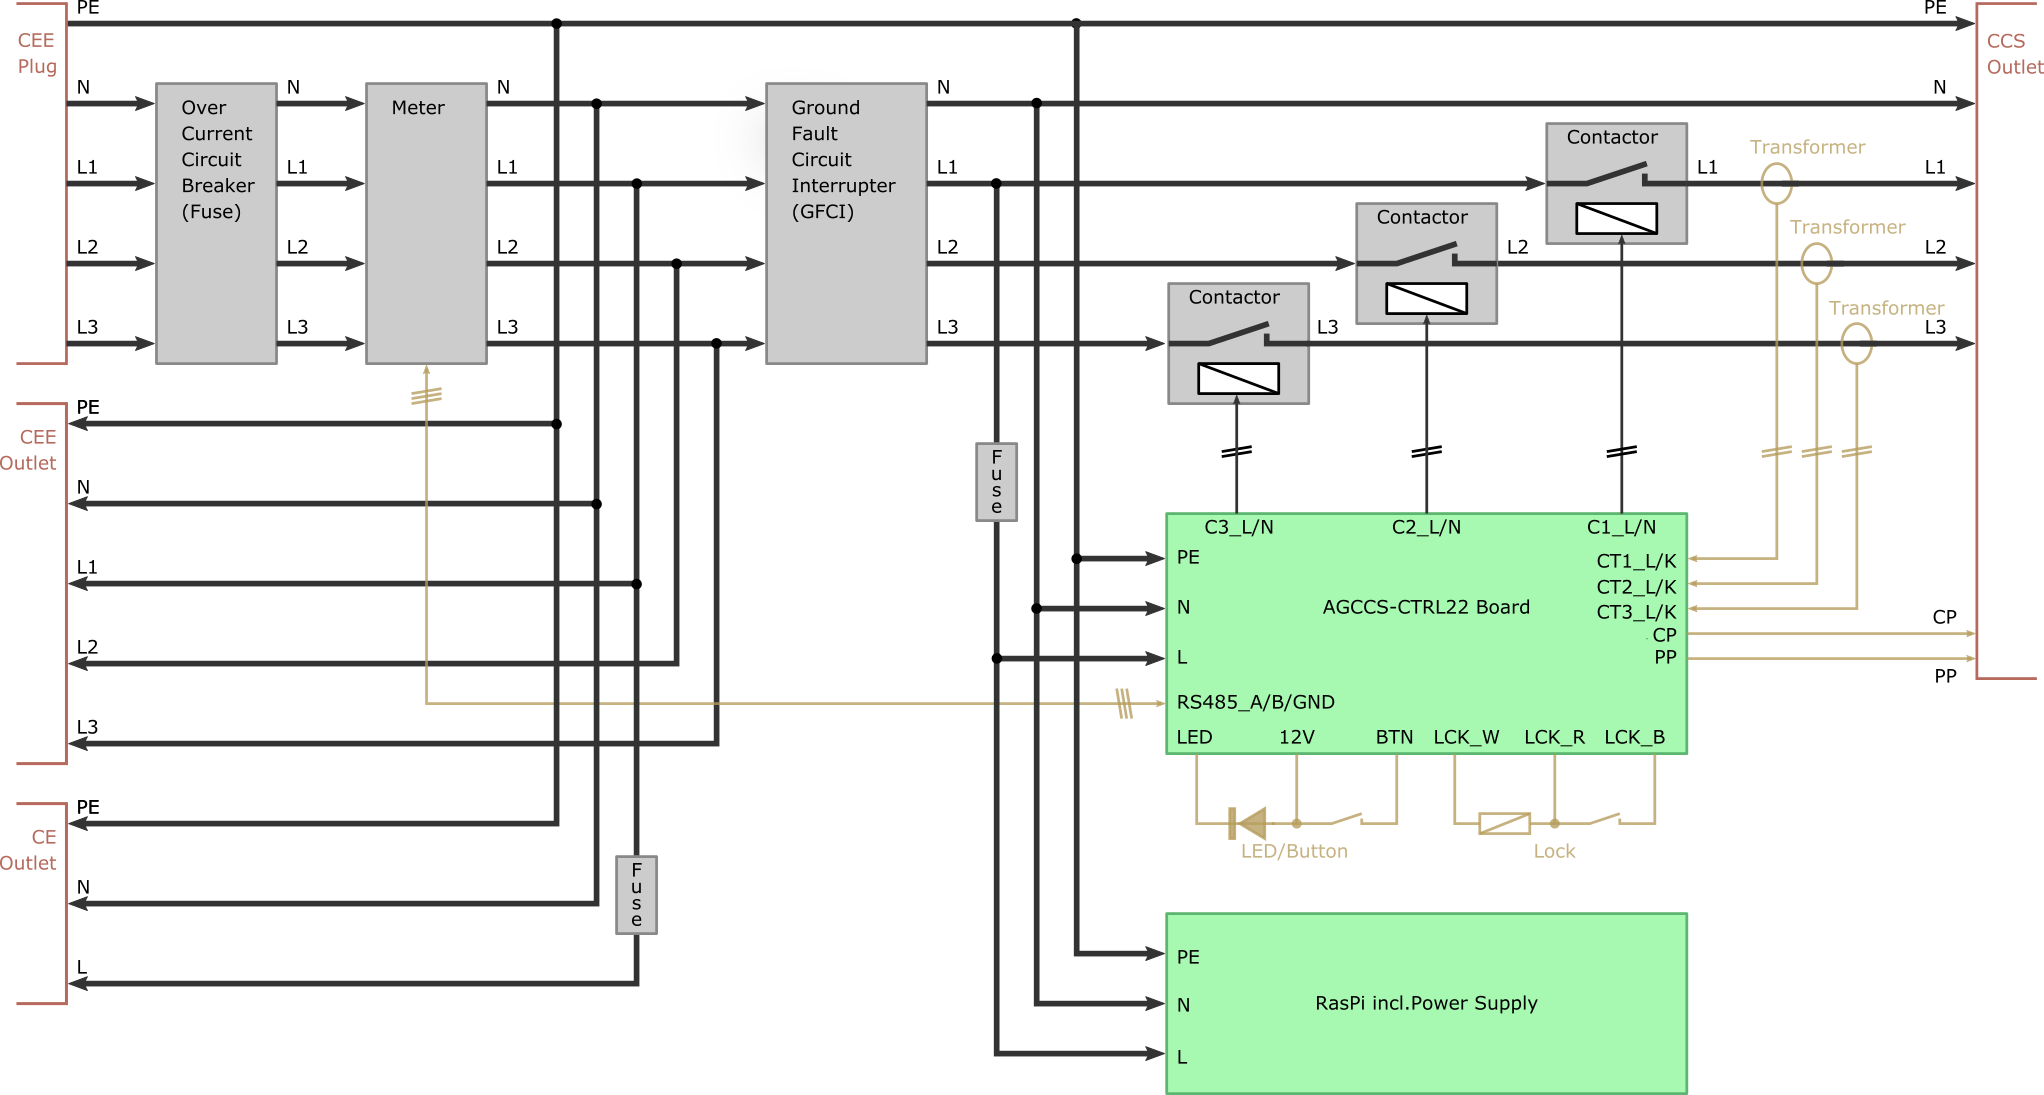 PE
PE
CEE
Plug
CCS
Outlet
N
N
N
N
N
Over
Current
Circuit
Breaker
(Fuse)
Meter
Ground
Fault
Circuit
Interrupter
(GFCI)
Contactor
Transformer
L1
L1
L1
L1
L1
L1
Contactor
Transformer
L2
L2
L2
L2
L2
L2
Contactor
Transformer
L3
L3
L3
L3
L3
L3
PE
CEE
Outlet
N
L1
L2
L3
Fuse
C3_L/N
C2_L/N
C1_L/N
PE
N
L
RS485_A/B/GND
AGCCS-CTRL22 Board
CT1_L/K
CT2_L/K
CT3_L/K
CP
PP
CP
PP
LED
12V
BTN
LCK_W
LCK_R
LCK_B
LED/Button
Lock
PE
CE
Outlet
N
L
Fuse
PE
N
L
RasPi incl.Power Supply